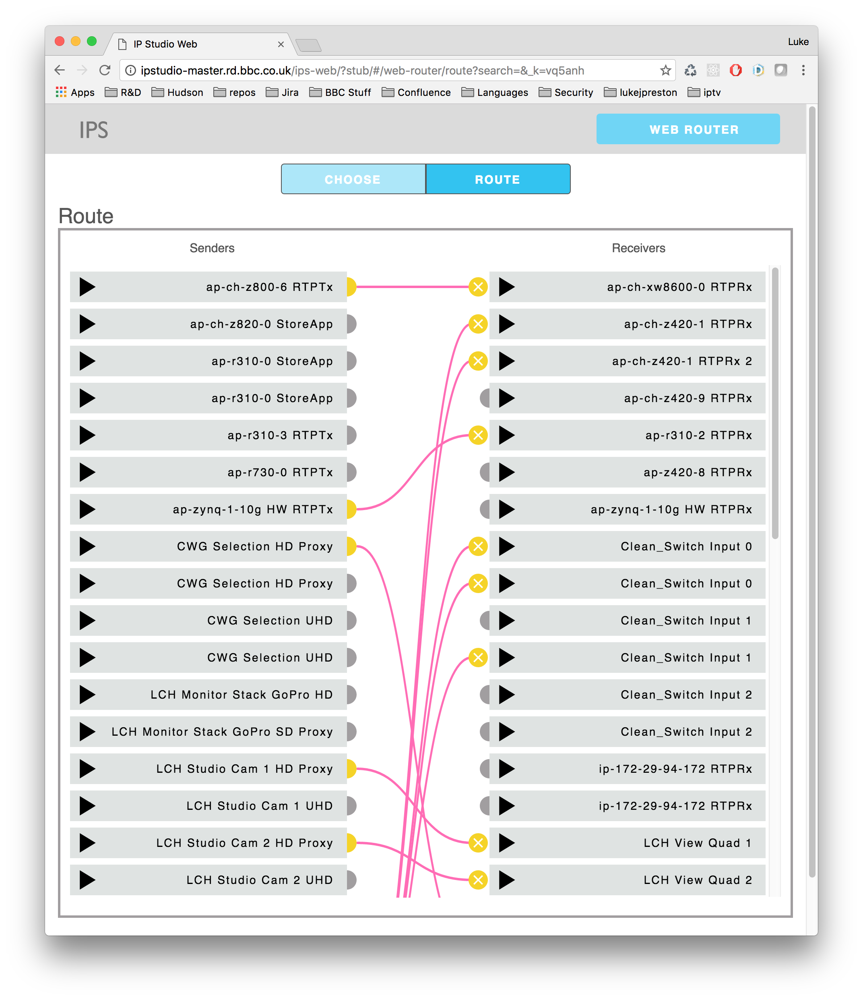 IP Studio Web
Luke
ipstudio-master.rd.bbc.co.uk/ips-web/?stub/#/web-router/route?search=&_k=vq5anh
Apps R&D Hudson repos Jira BBC Stuff Confluence Languages Security lukejpreston iptv
IPS
WEB ROUTER
CHOOSE ROUTE
Route
Senders Receivers
ap-ch-z800-6 RTPTx ap-ch-xw8600-0 RTPRx
ap-ch-z820-0 StoreApp ap-ch-z420-1 RTPRx
ap-r310-0 StoreApp ap-ch-z420-1 RTPRx 2
ap-r310-0 StoreApp ap-ch-z420-9 RTPRx
ap-r310-3 RTPTx ap-r310-2 RTPRx
ap-r730-0 RTPTx ap-z420-8 RTPRx
ap-zynq-1-10g HW RTPTx ap-zynq-1-10g HW RTPRx
CWG Selection HD Proxy Clean_Switch Input 0
CWG Selection HD Proxy Clean_Switch Input 0
CWG Selection UHD Clean_Switch Input 1
CWG Selection UHD Clean_Switch Input 1
LCH Monitor Stack GoPro HD Clean_Switch Input 2
LCH Monitor Stack GoPro SD Proxy Clean_Switch Input 2
LCH Studio Cam 1 HD Proxy ip-172-29-94-172 RTPRx
LCH Studio Cam 1 UHD ip-172-29-94-172 RTPRx
LCH Studio Cam 2 HD Proxy LCH View Quad 1
LCH Studio Cam 2 UHD LCH View Quad 2